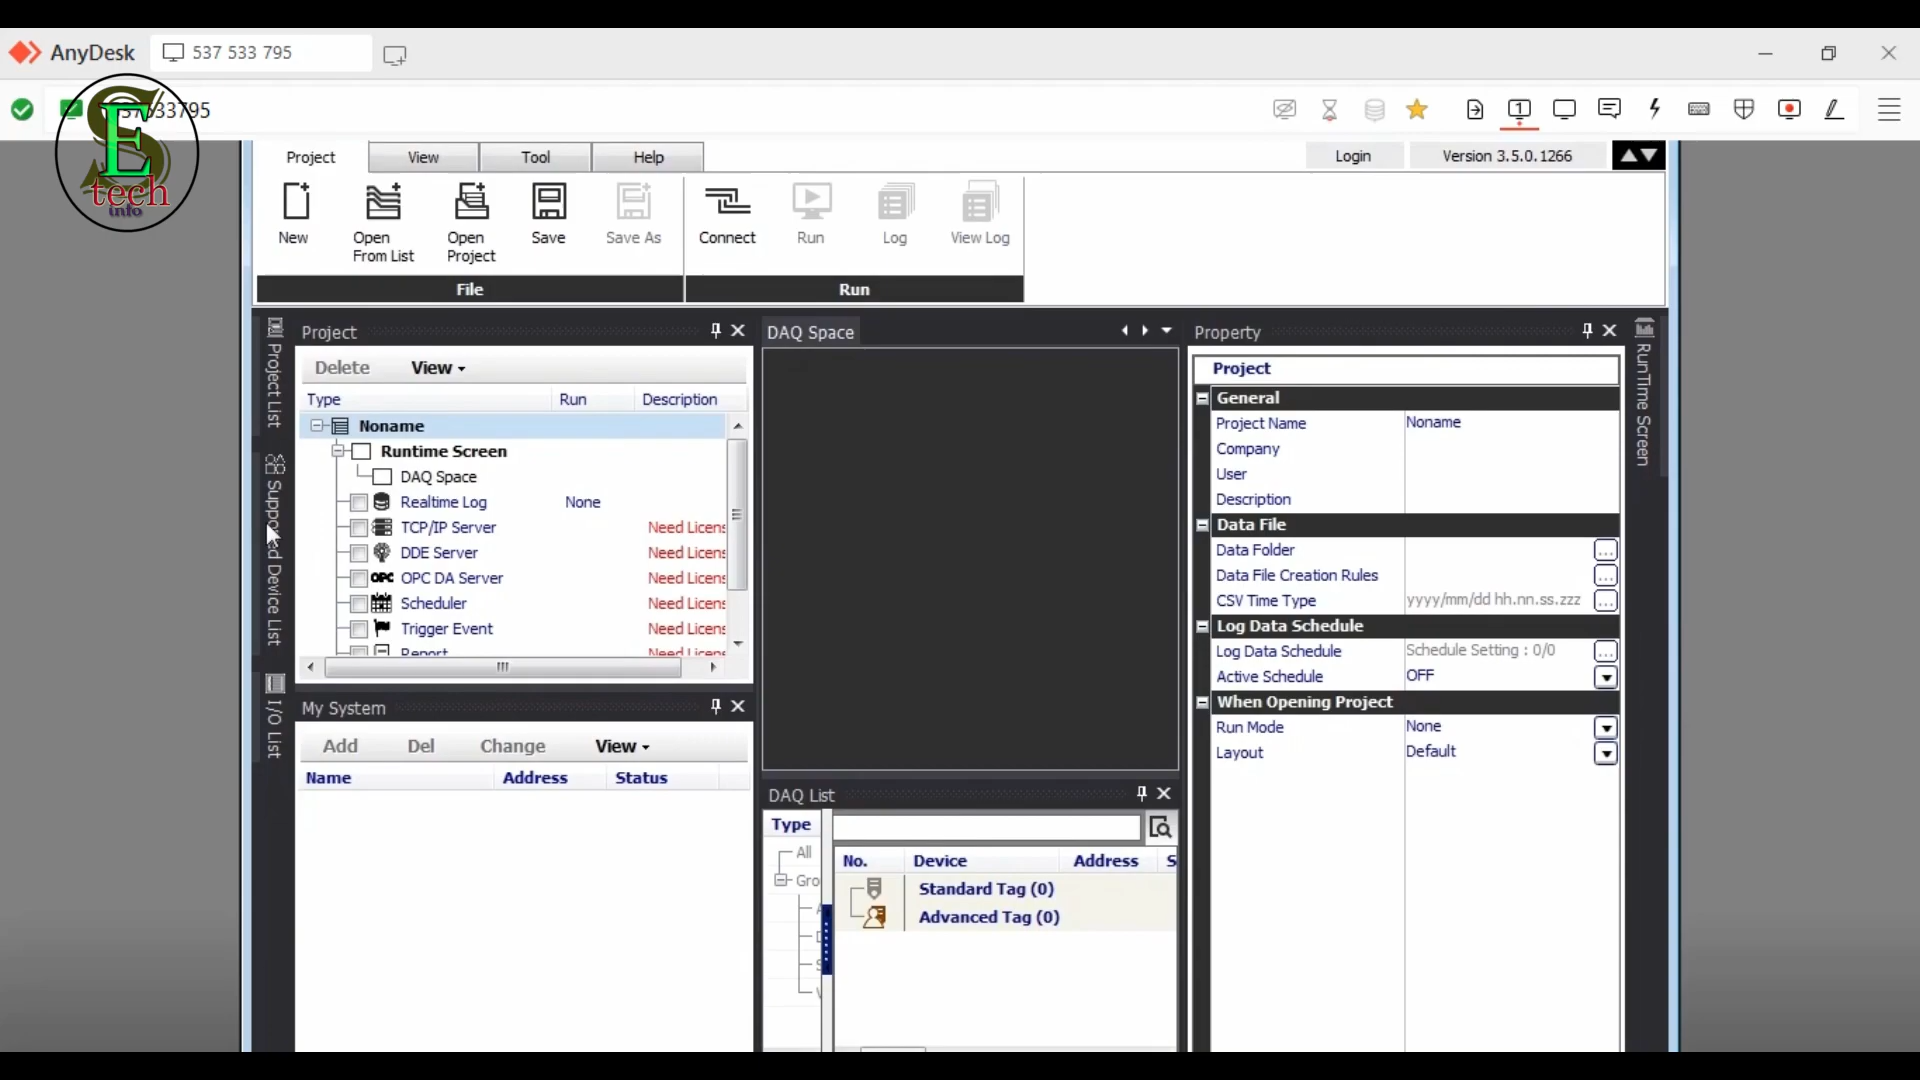 AnyDesk
537 533 795
33795
E
tech
info
Project
View
Tool
Help
Login
Version 3.5.0.1266
New
Open
From List
Open
Project
Save
Save As
Connect
Run
Log
View Log
File
Run
Project List
Supported Device List
I/O List
Project
Delete
View
Type
Run
Description
Noname
Runtime Screen
DAQ Space
Realtime Log
None
TCP/IP Server
Need Licens
DDE Server
Need Licens
OPC
OPC DA Server
Need Licens
Scheduler
Need Licens
Trigger Event
Need Licens
Report
Need Licens
My System
Add
Del
Change
View
Name
Address
Status
DAQ Space
DAQ List
Type
All
Gro
No.
Device
Address
S
Standard Tag (0)
Advanced Tag (0)
Property
Project
General
Project Name
Noname
Company
User
Description
Data File
Data Folder
...
Data File Creation Rules
...
CSV Time Type
yyyy/mm/dd hh.nn.ss.zzz
...
Log Data Schedule
Log Data Schedule
Schedule Setting : 0/0
...
Active Schedule
OFF
When Opening Project
Run Mode
None
Layout
Default
RunTime Screen